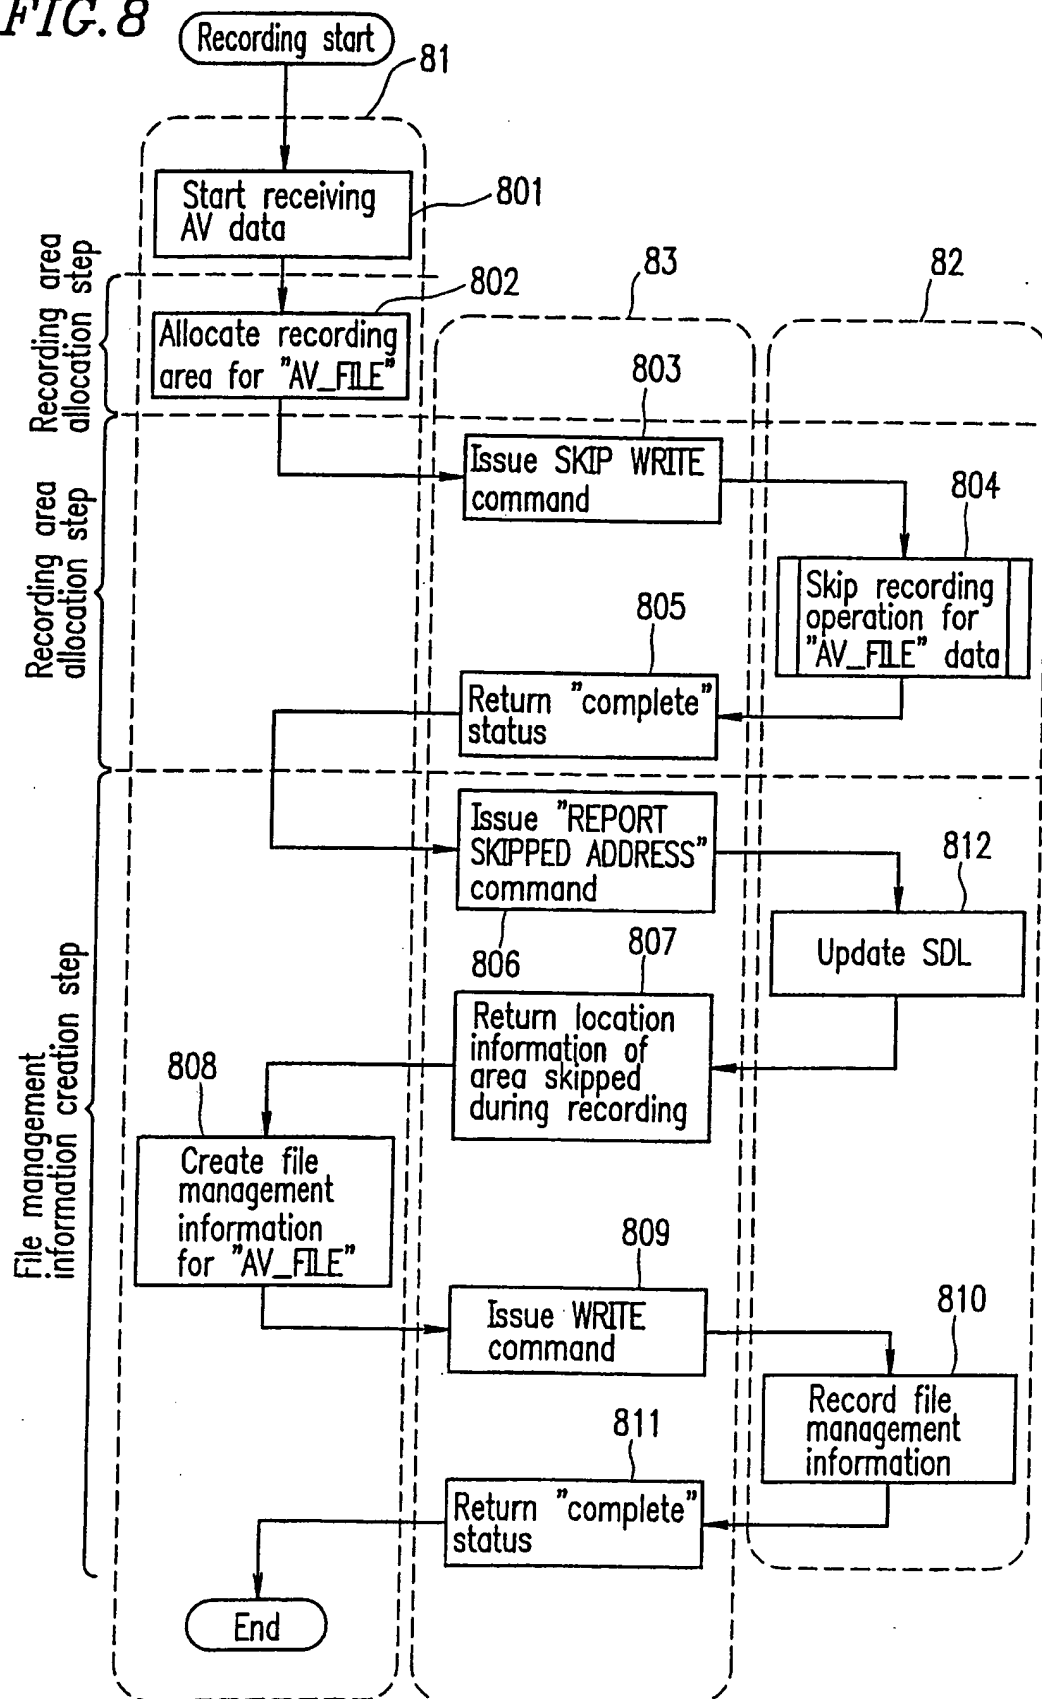 FIG. 8
Recording start
81
Start receiving
AV data
801
Recording area
allocation step
802
Allocate recording
area for "AV_FILE"
83
82
Recording area
allocation step
803
Issue SKIP WRITE
command
804
Skip recording
operation for
"AV_FILE" data
805
Return "complete"
status
File management
information creation step
Issue "REPORT
SKIPPED ADDRESS"
command
806
812
Update SDL
807
Return location
information of
area skipped
during recording
808
Create file
management
information
for "AV_FILE"
809
Issue WRITE
command
810
Record file
management
information
811
Return "complete"
status
End